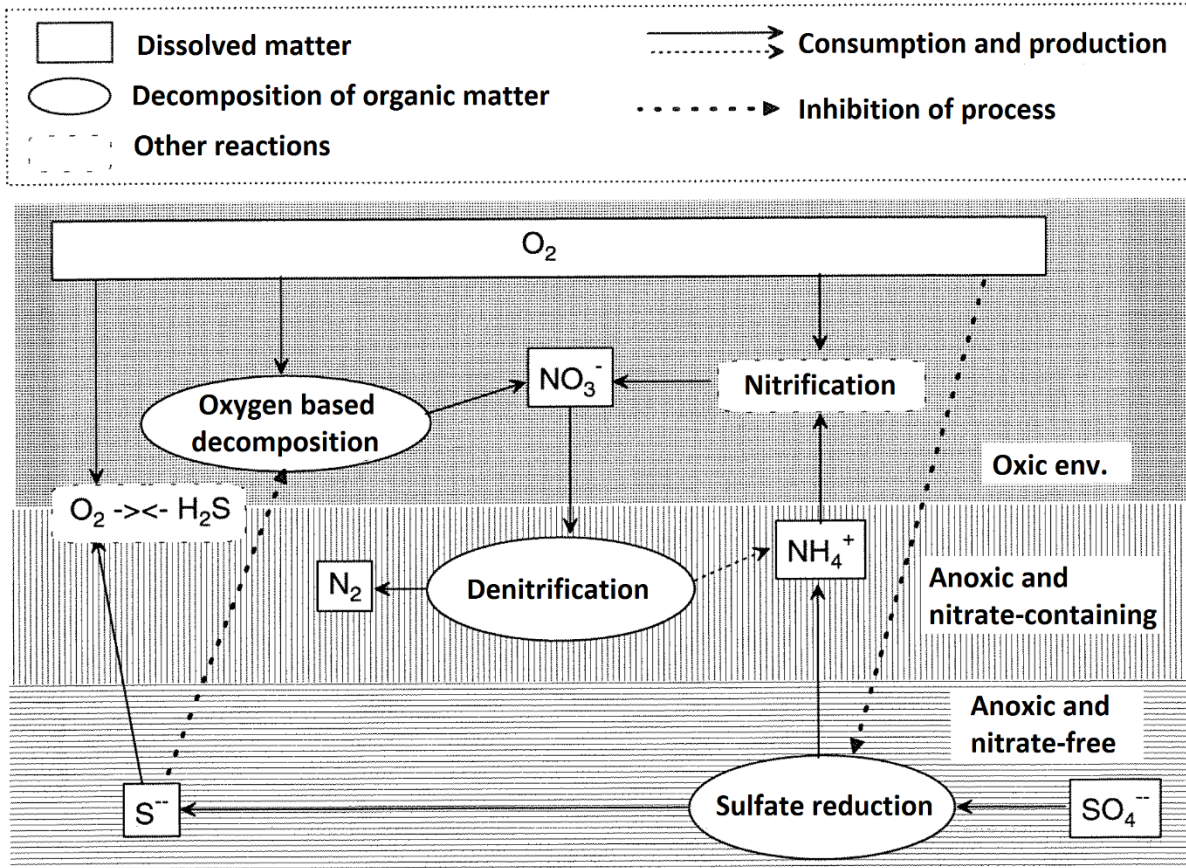 Dissolved matter
Consumption and production
Decomposition of organic matter
Inhibition of process
Other reactions
O₂
NO₃⁻
Nitrification
Oxygen based
decomposition
Oxic env.
O₂ -><- H₂S
N₂
Denitrification
NH₄⁺
Anoxic and
nitrate-containing
Anoxic and
nitrate-free
S⁻⁻
Sulfate reduction
SO₄⁻⁻